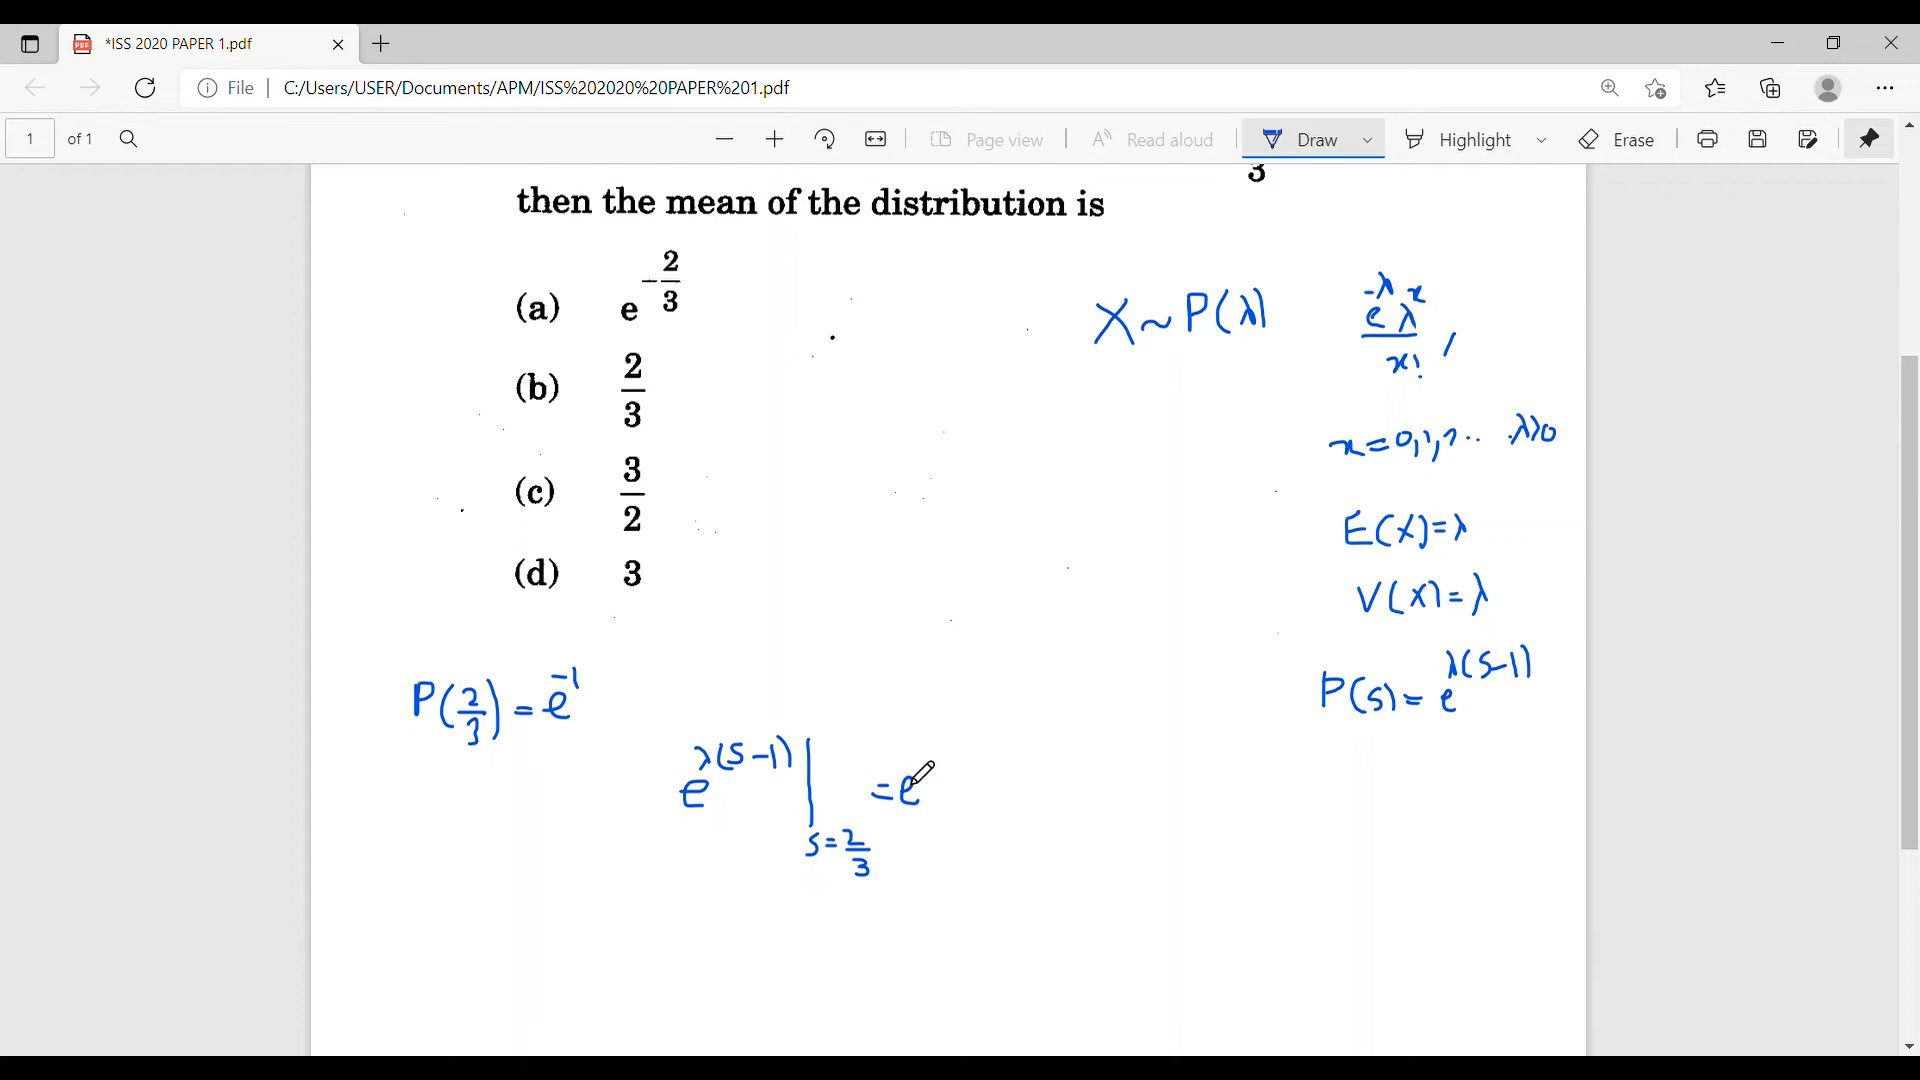 *ISS 2020 PAPER 1.pdf
File | C:/Users/USER/Documents/APM/ISS%202020%20PAPER%201.pdf
1 of 1 Page view Read aloud Draw Highlight Erase
3
then the mean of the distribution is
(a) e^{-2/3}
(b) 2/3
(c) 3/2
(d) 3
X ~ P(λ) e^{-λ} λ^x / x! ,
x = 0, 1, 2 .. λ>0
E(X) = λ
V(X) = λ
P(s) = e^{λ(s-1)}
P(2/3) = e^{-1}
e^{λ(s-1)} | s = 2/3 = e